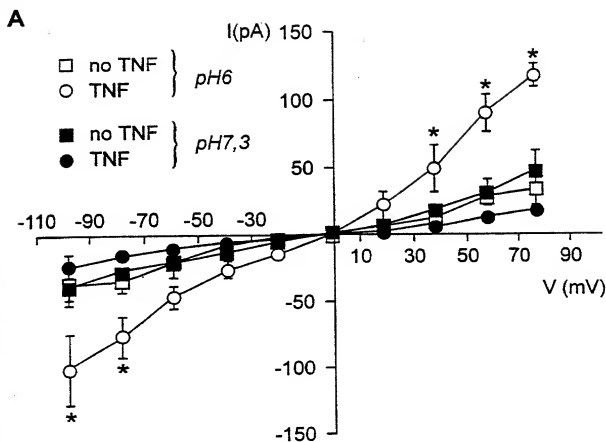 A
I(pA)
150
100
50
-50
-100
-150
no TNF
TNF
pH6
no TNF
TNF
pH7,3
-110 -90 -70 -50 -30
10 30 50 70 90
V (mV)
* * *
* *